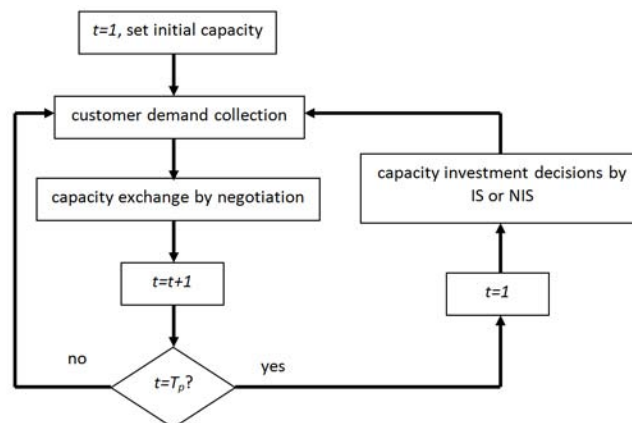 t=1, set initial capacity
customer demand collection
capacity exchange by negotiation
capacity investment decisions by
IS or NIS
t=t+1
t=1
no
t=Tₚ?
yes